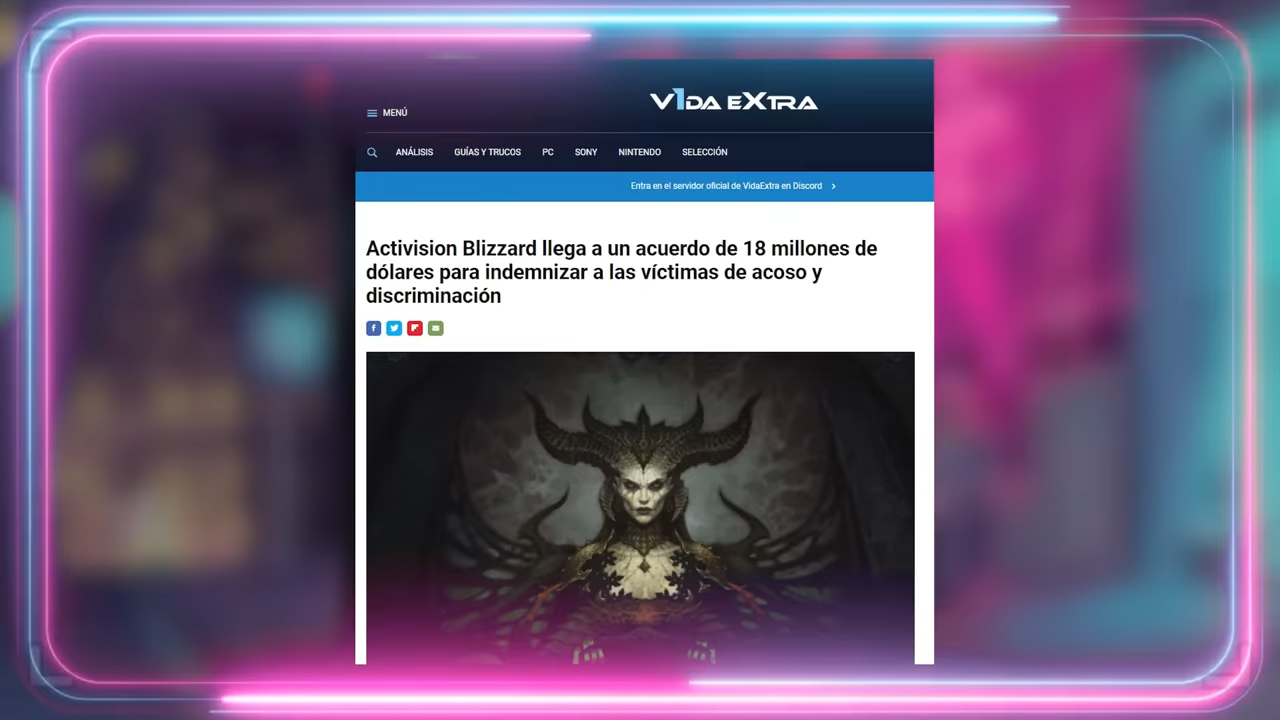 V1DA EXTRA
MENÚ
ANÁLISIS GUÍAS Y TRUCOS PC SONY NINTENDO SELECCIÓN
Entra en el servidor oficial de VidaExtra en Discord
Activision Blizzard llega a un acuerdo de 18 millones de
dólares para indemnizar a las víctimas de acoso y
discriminación